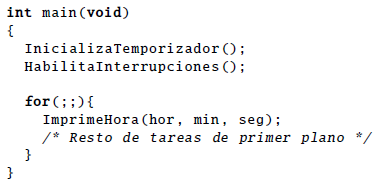 int main(void)
{
InicializaTemporizador();
HabilitaInterrupciones();
for(;;){
ImprimeHora(hor, min, seg);
/* Resto de tareas de primer plano */
}
}